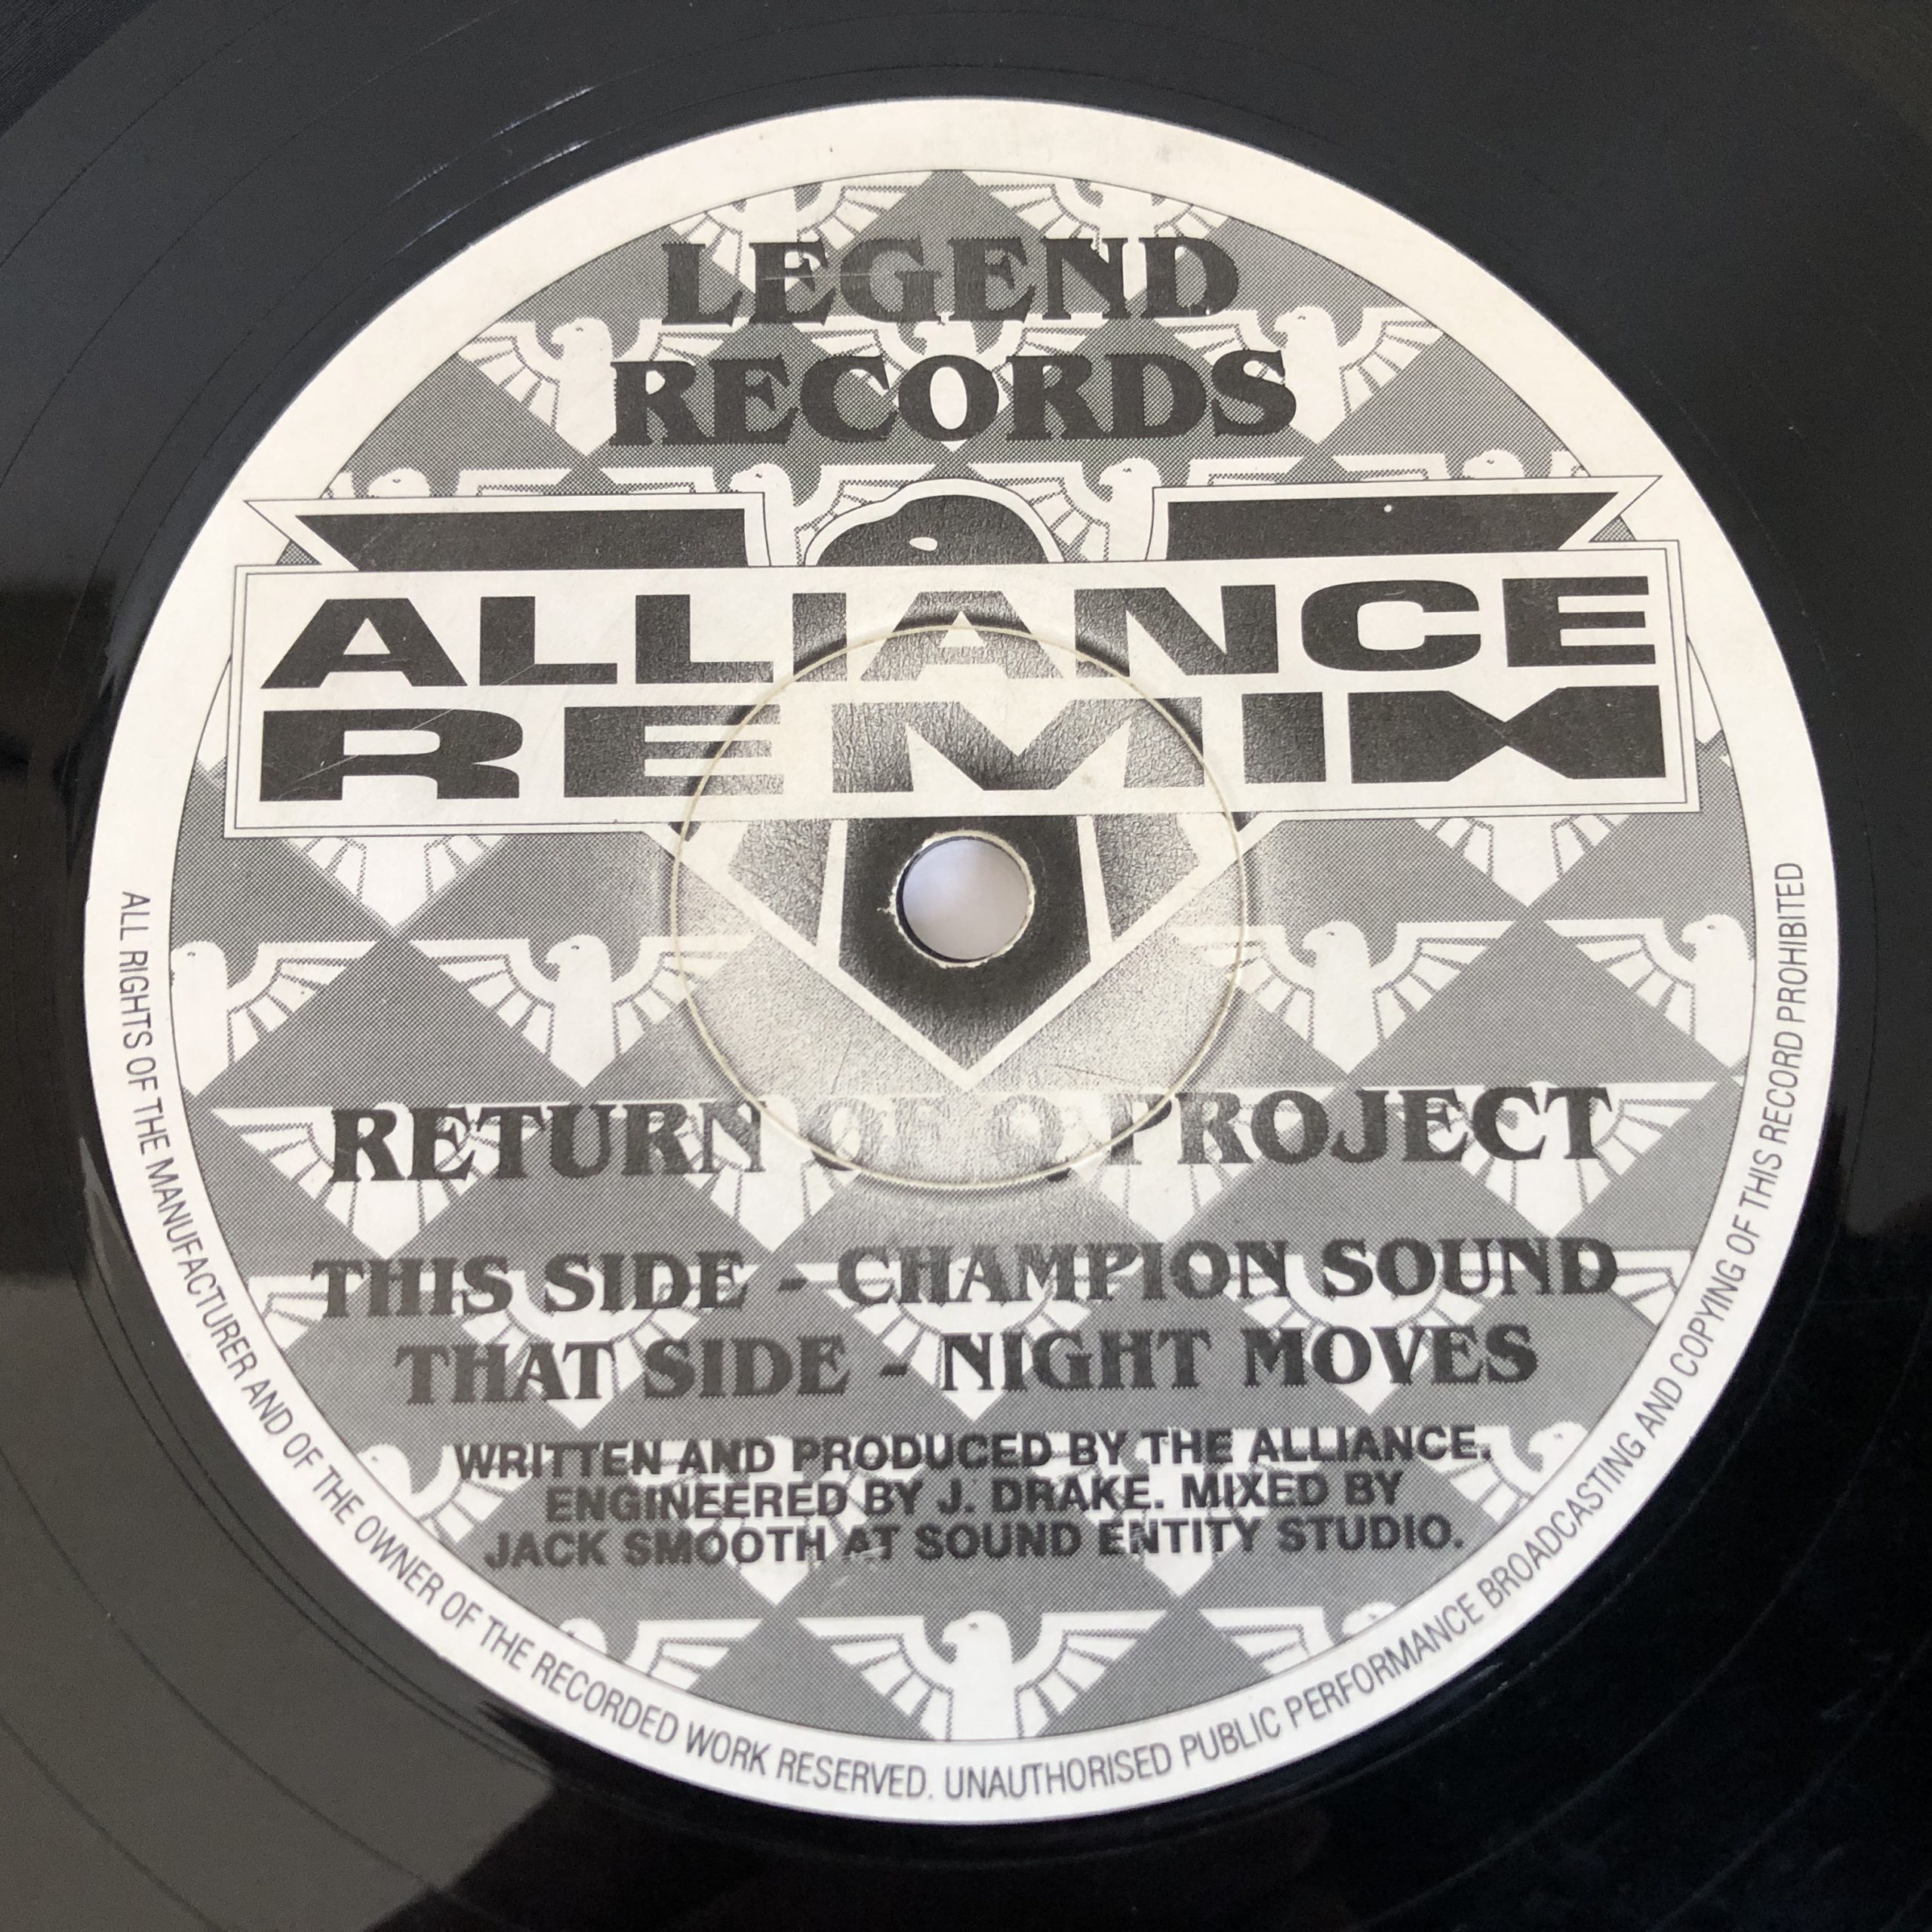 LEGEND
RECORDS
ALLIANCE
REMIX
RETURN OF Q PROJECT
THIS SIDE - CHAMPION SOUND
THAT SIDE - NIGHT MOVES
WRITTEN AND PRODUCED BY THE ALLIANCE.
ENGINEERED BY J. DRAKE. MIXED BY
JACK SMOOTH AT SOUND ENTITY STUDIO.
ALL RIGHTS OF THE MANUFACTURER AND OF THE OWNER OF THE RECORDED WORK RESERVED. UNAUTHORISED PUBLIC PERFORMANCE BROADCASTING AND COPYING OF THIS RECORD PROHIBITED